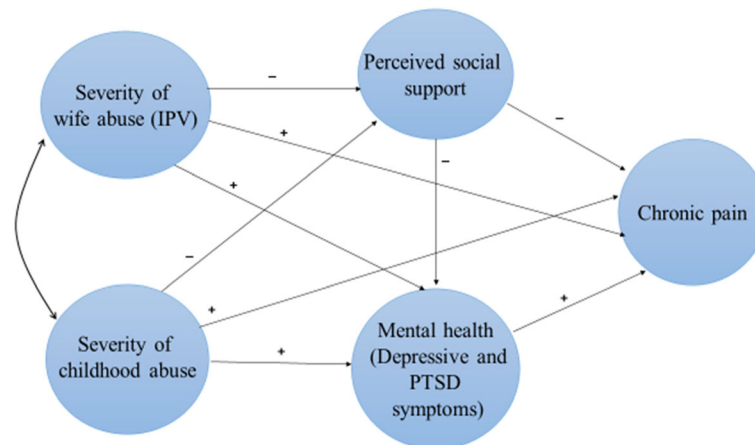 Severity of
wife abuse (IPV)
Perceived social
support
Chronic pain
Severity of
childhood abuse
Mental health
(Depressive and
PTSD
symptoms)
–
+
+
–
+
+
–
–
+